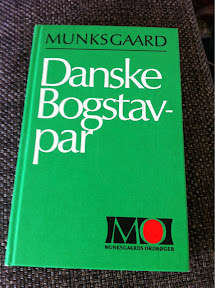 MUNKSGAARD
Danske
Bogstav-
par
MO
MUNKSGAARDS ORDBØGER